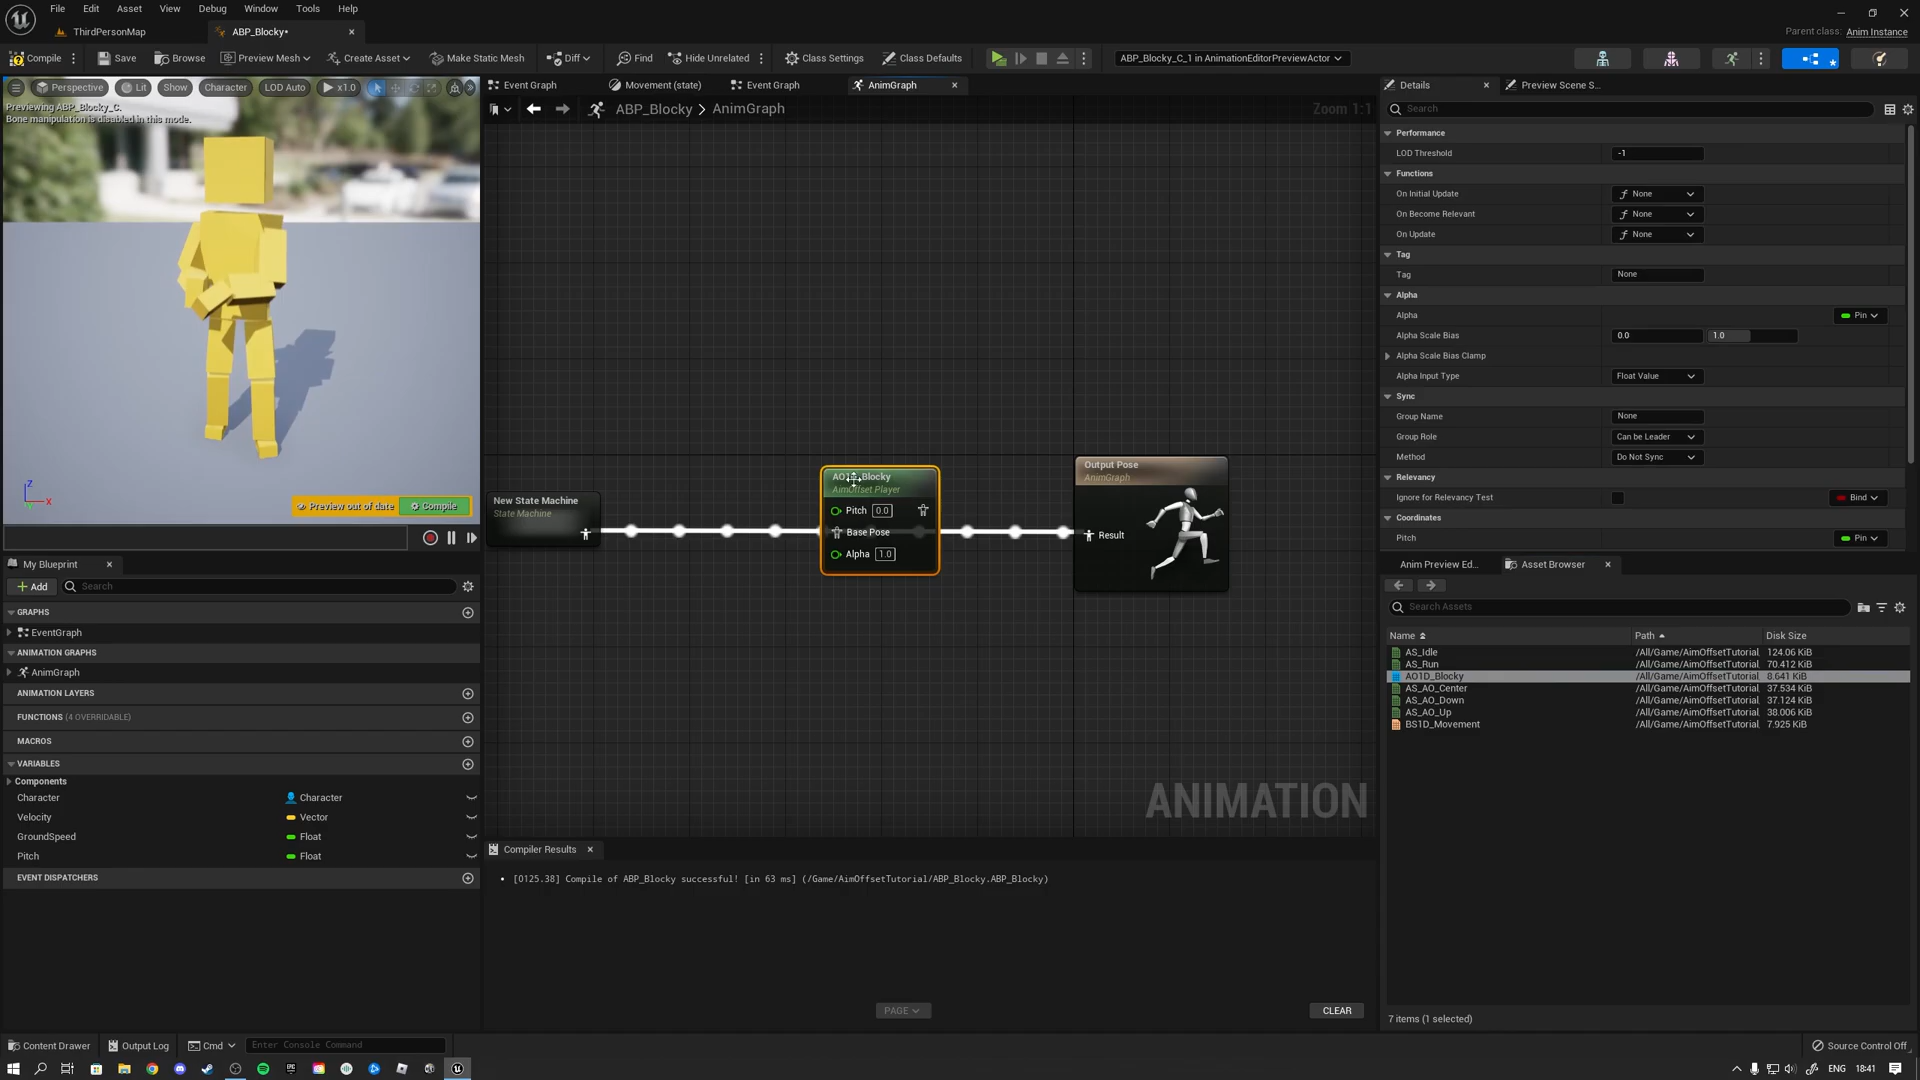 File Edit Asset View Debug Window Tools Help
ThirdPersonMap
ABP_Blocky•
Parent class: Anim Instance
Compile Save Browse Preview Mesh Create Asset Make Static Mesh Diff Find Hide Unrelated Class Settings Class Defaults ABP_Blocky_C_1 in AnimationEditorPreviewActor
Perspective Lit Show Character LOD Auto x1.0
Previewing ABP_Blocky_C.
Bone manipulation is disabled in this mode.
Z
X
Preview out of date Compile
Event Graph Movement (state) Event Graph AnimGraph
ABP_Blocky > AnimGraph
Zoom 1:1
New State Machine
State Machine
AimOffset Player
Pitch 0.0
Base Pose
Alpha 1.0
Output Pose
AnimGraph
Result
ANIMATION
My Blueprint
Add Search
GRAPHS
EventGraph
ANIMATION GRAPHS
AnimGraph
ANIMATION LAYERS
FUNCTIONS (4 OVERRIDABLE)
MACROS
VARIABLES
Components
Character Character
Velocity Vector
GroundSpeed Float
Pitch Float
EVENT DISPATCHERS
Compiler Results
• [0125.38] Compile of ABP_Blocky successful! [in 63 ms] (/Game/AimOffsetTutorial/ABP_Blocky.ABP_Blocky)
PAGE
CLEAR
Details Preview Scene S...
Search
Performance
LOD Threshold -1
Functions
On Initial Update None
On Become Relevant None
On Update None
Tag
Tag None
Alpha
Alpha Pin
Alpha Scale Bias 0.0 1.0
Alpha Scale Bias Clamp
Alpha Input Type Float Value
Sync
Group Name None
Group Role Can be Leader
Method Do Not Sync
Relevancy
Ignore for Relevancy Test Bind
Coordinates
Pitch Pin
Anim Preview Ed... Asset Browser
Search Assets
Name Path Disk Size
AS_Idle /All/Game/AimOffsetTutorial 124.06 KiB
AS_Run /All/Game/AimOffsetTutorial 70.412 KiB
AO1D_Blocky /All/Game/AimOffsetTutorial 8.641 KiB
AS_AO_Center /All/Game/AimOffsetTutorial 37.534 KiB
AS_AO_Down /All/Game/AimOffsetTutorial 37.124 KiB
AS_AO_Up /All/Game/AimOffsetTutorial 38.006 KiB
BS1D_Movement /All/Game/AimOffsetTutorial 7.925 KiB
7 items (1 selected)
Content Drawer Output Log Cmd Enter Console Command
Source Control Off
ENG 18:41